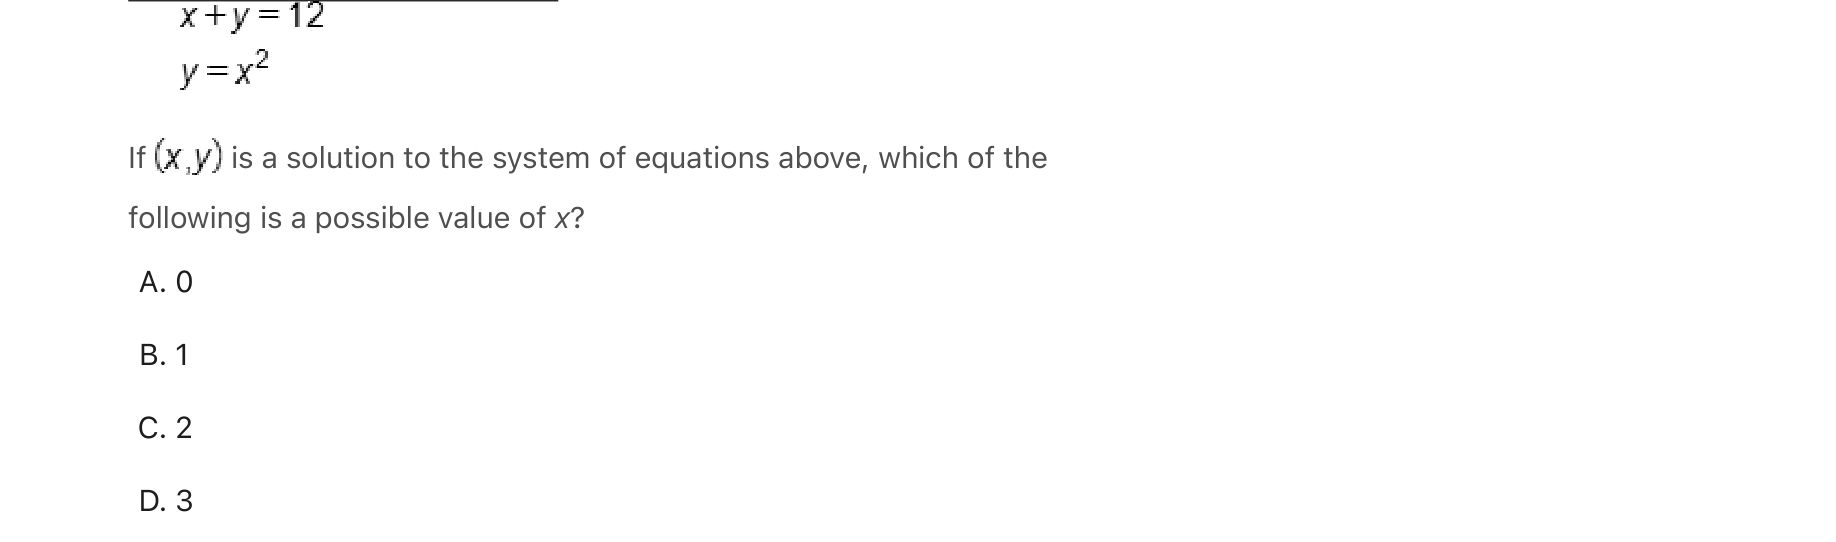 x+y=12
y=x²
If (x,y) is a solution to the system of equations above, which of the
following is a possible value of x?
A. 0
B. 1
C. 2
D. 3